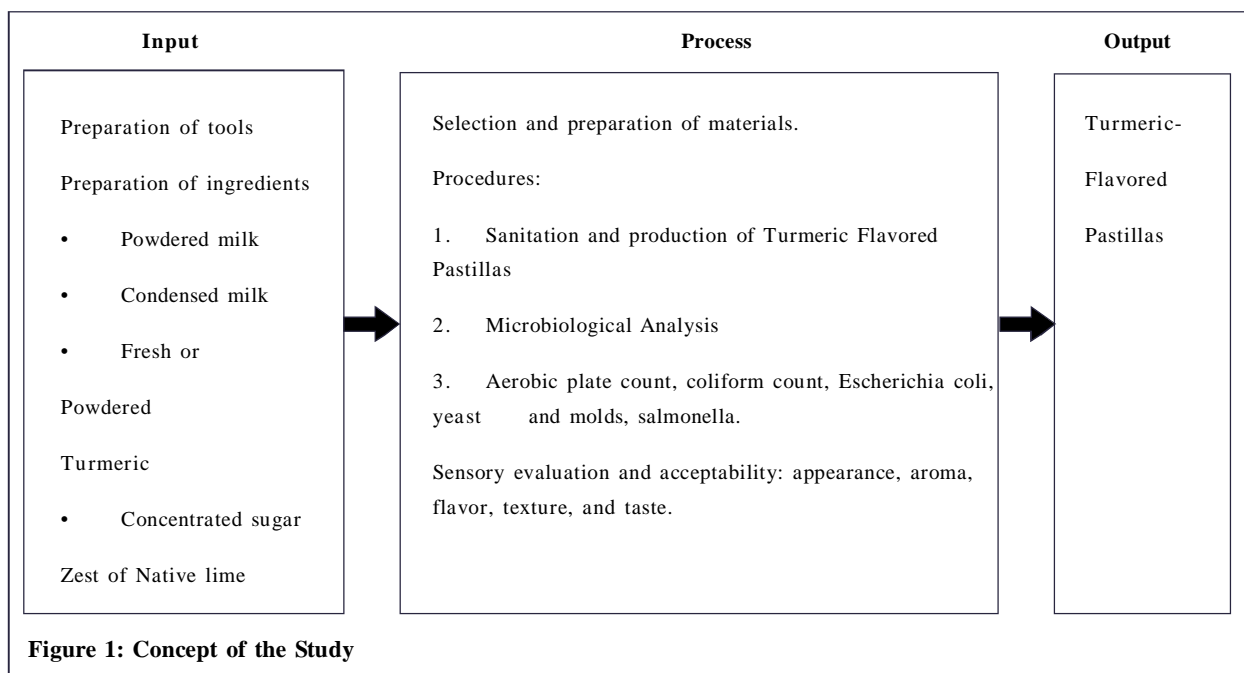 Input
Process
Output
Preparation of tools
Preparation of ingredients
• Powdered milk
• Condensed milk
• Fresh or
Powdered
Turmeric
• Concentrated sugar
Zest of Native lime
Selection and preparation of materials.
Procedures:
1. Sanitation and production of Turmeric Flavored
Pastillas
2. Microbiological Analysis
3. Aerobic plate count, coliform count, Escherichia coli,
yeast and molds, salmonella.
Sensory evaluation and acceptability: appearance, aroma,
flavor, texture, and taste.
Turmeric-
Flavored
Pastillas
Figure 1: Concept of the Study